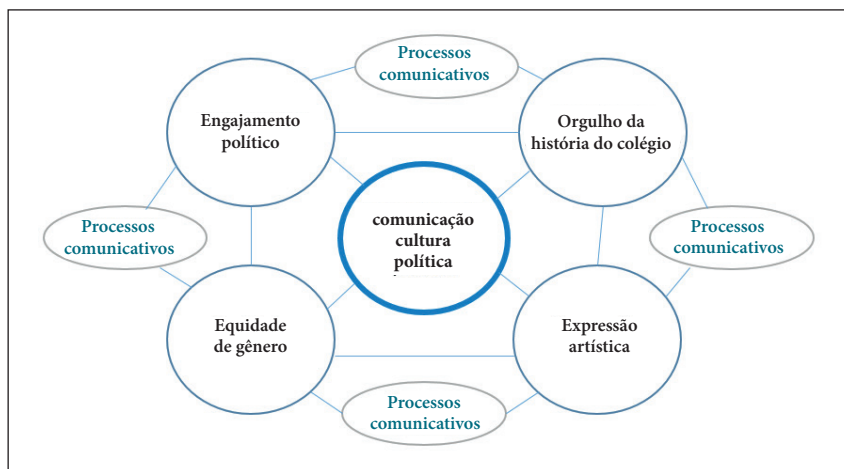 Processos
comunicativos
Engajamento
político
Orgulho da
história do colégio
Processos
comunicativos
comunicação
cultura
política
Processos
comunicativos
Equidade
de gênero
Expressão
artística
Processos
comunicativos